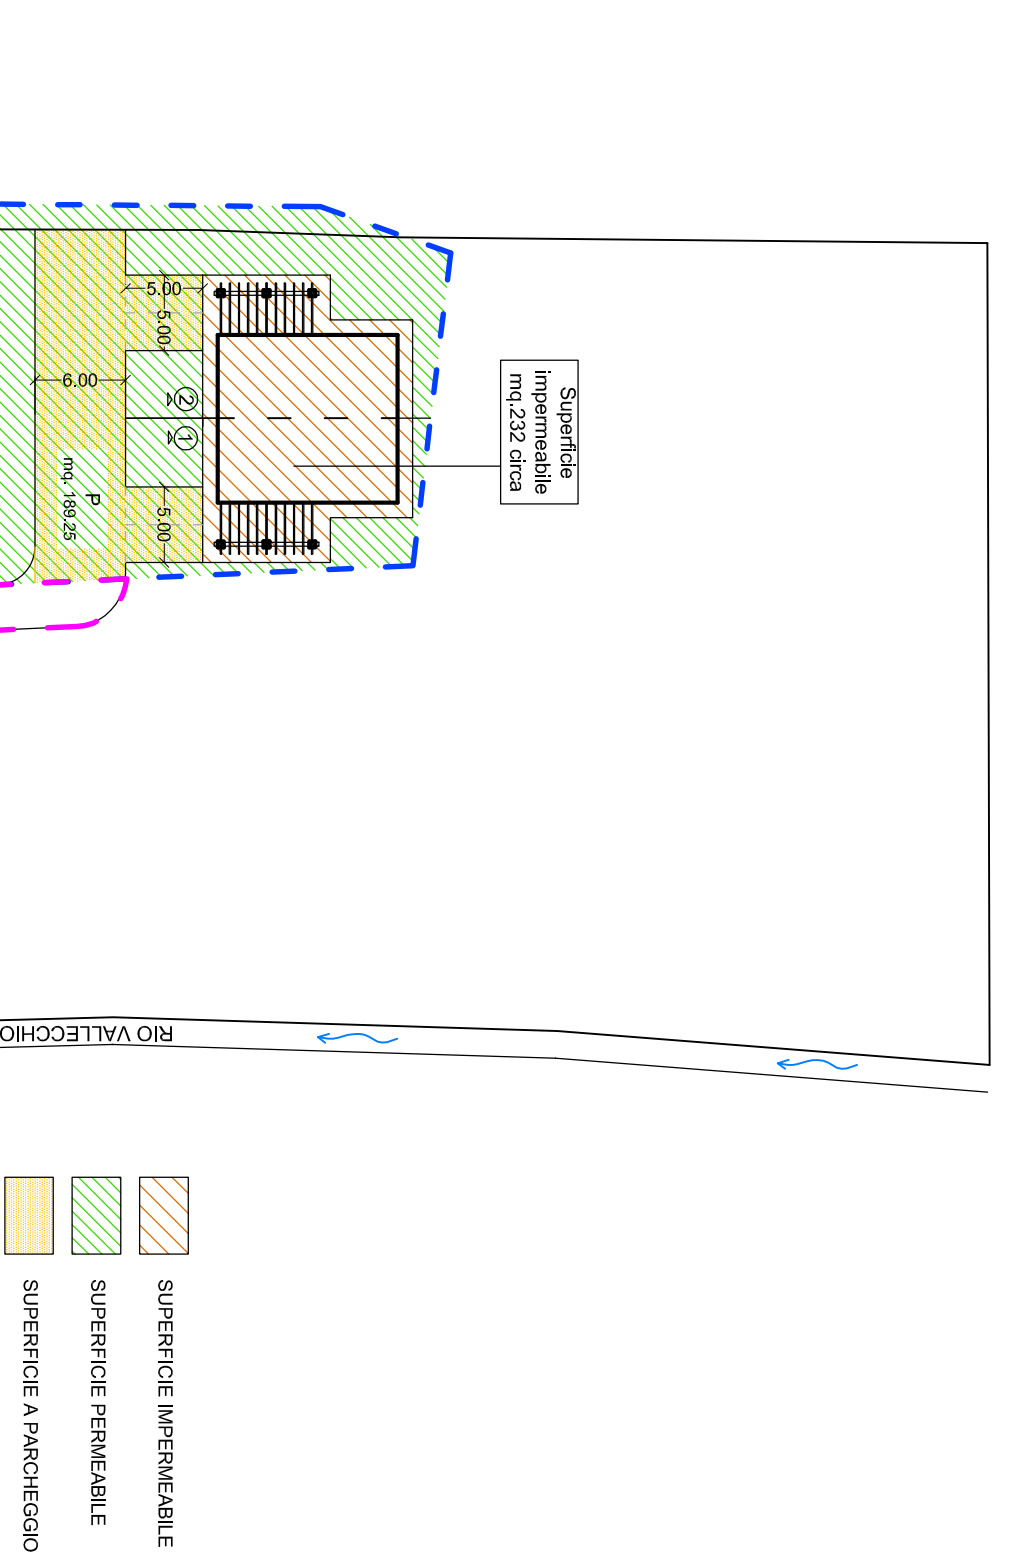 Superficie
impermeabile
mq.232 circa
5.00
5.00
6.00
2
1
5.00
P
mq. 189.25
RIO VALLECCHIO
SUPERFICIE IMPERMEABILE
SUPERFICIE PERMEABILE
SUPERFICIE A PARCHEGGIO